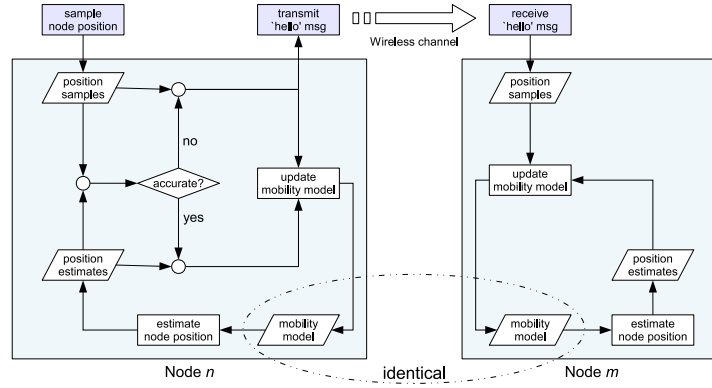 sample
node position
transmit
`hello' msg
Wireless channel
receive
`hello' msg
position
samples
no
accurate?
yes
update
mobility model
position
estimates
estimate
node position
mobility
model
Node n
position
samples
update
mobility model
position
estimates
mobility
model
estimate
node position
identical
Node m